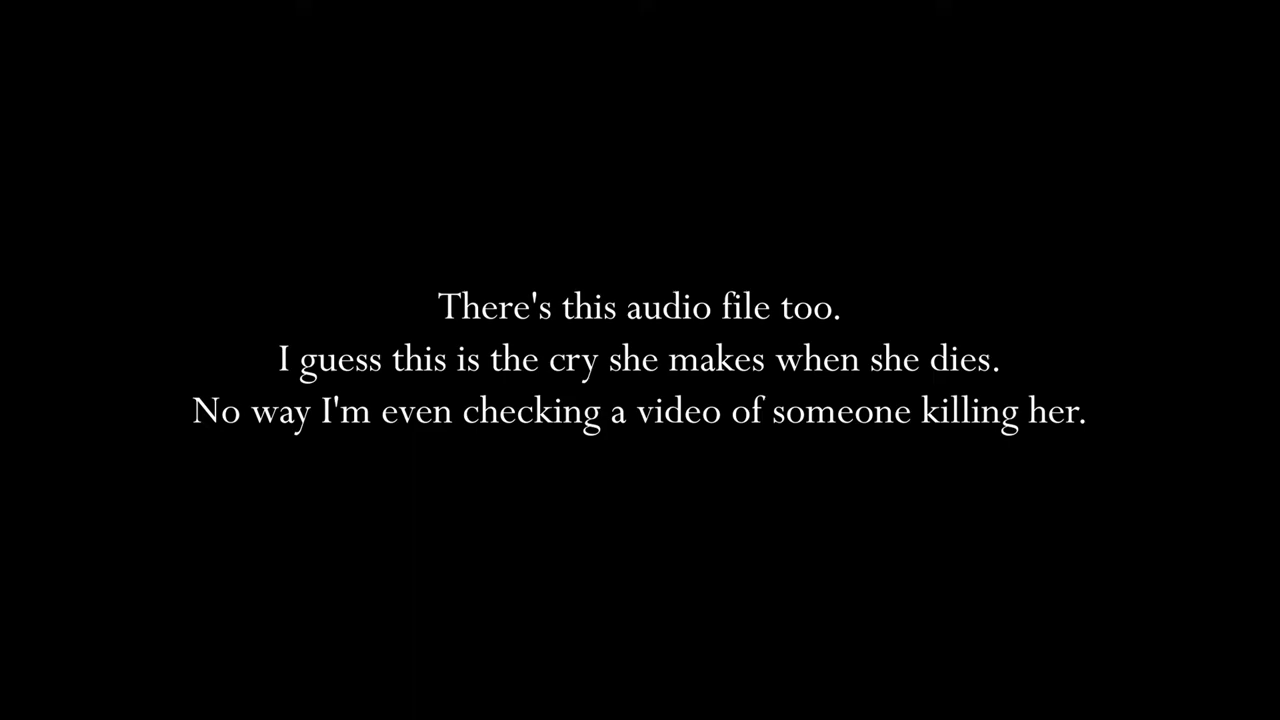 There's this audio file too.
I guess this is the cry she makes when she dies.
No way I'm even checking a video of someone killing her.